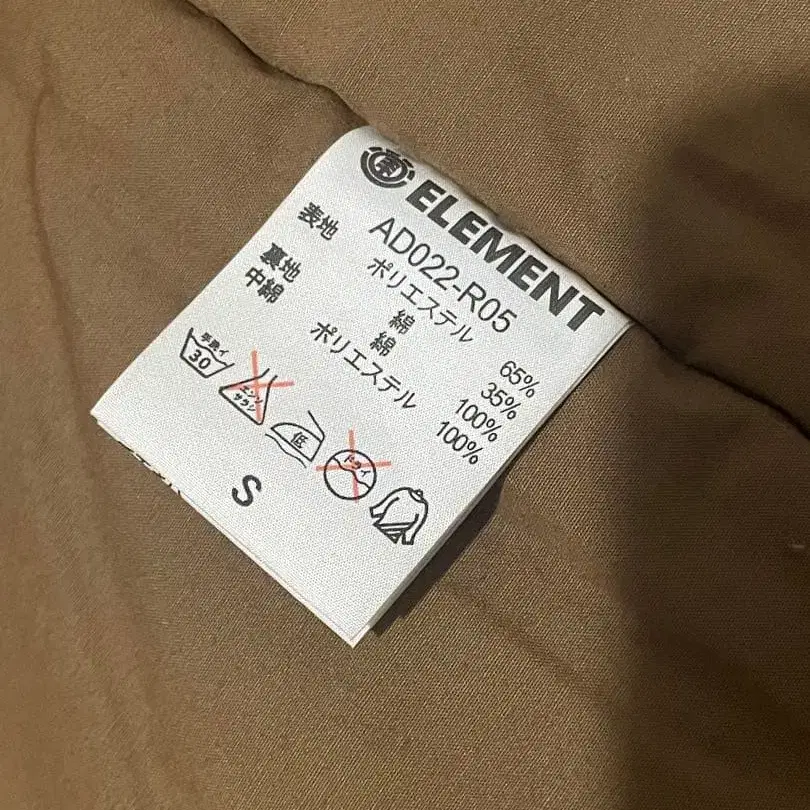 ELEMENT
AD022-R05
表地 ポリエステル 65%
綿 35%
裏地 綿 100%
中綿 ポリエステル 100%
手洗イ
30
エンソ
サラシ
低
ドライ
S